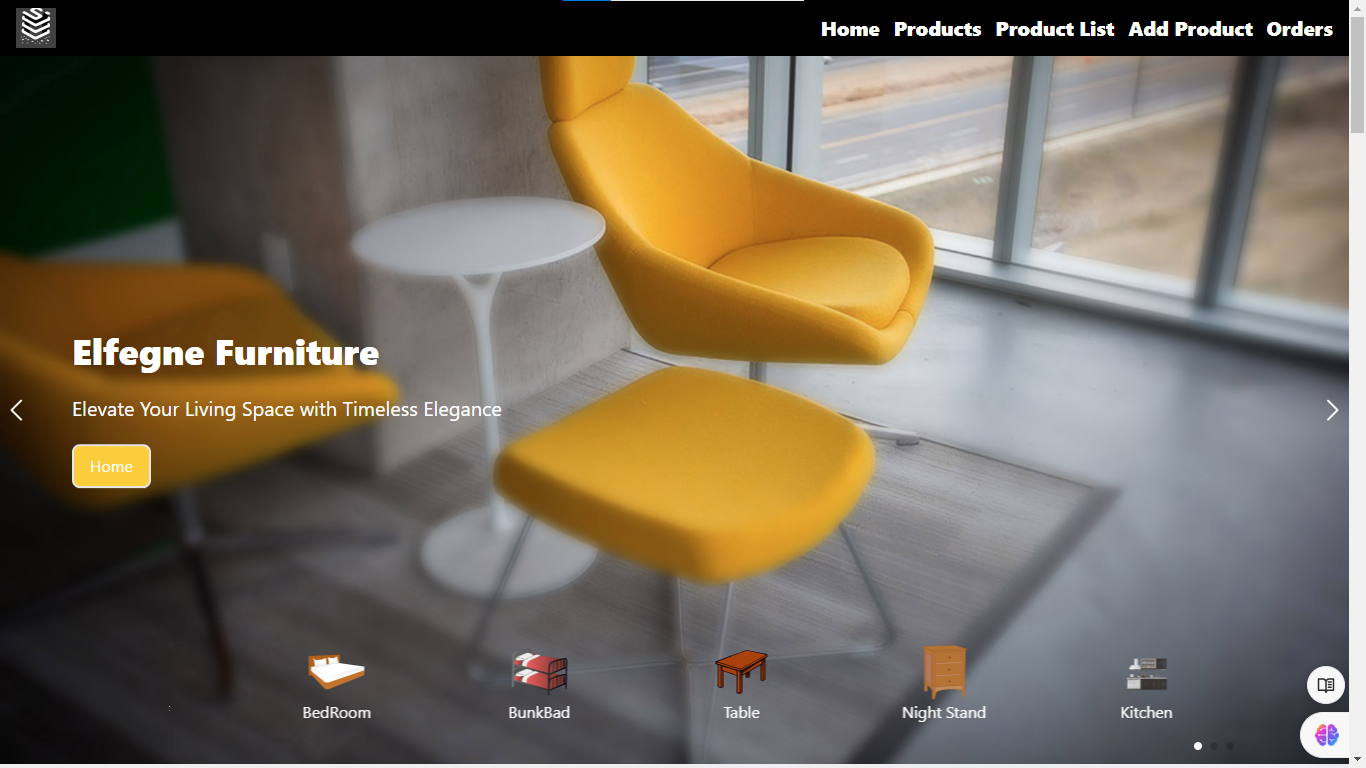 Home Products Product List Add Product Orders
Elfegne Furniture
Elevate Your Living Space with Timeless Elegance
Home
BedRoom BunkBad Table Night Stand Kitchen